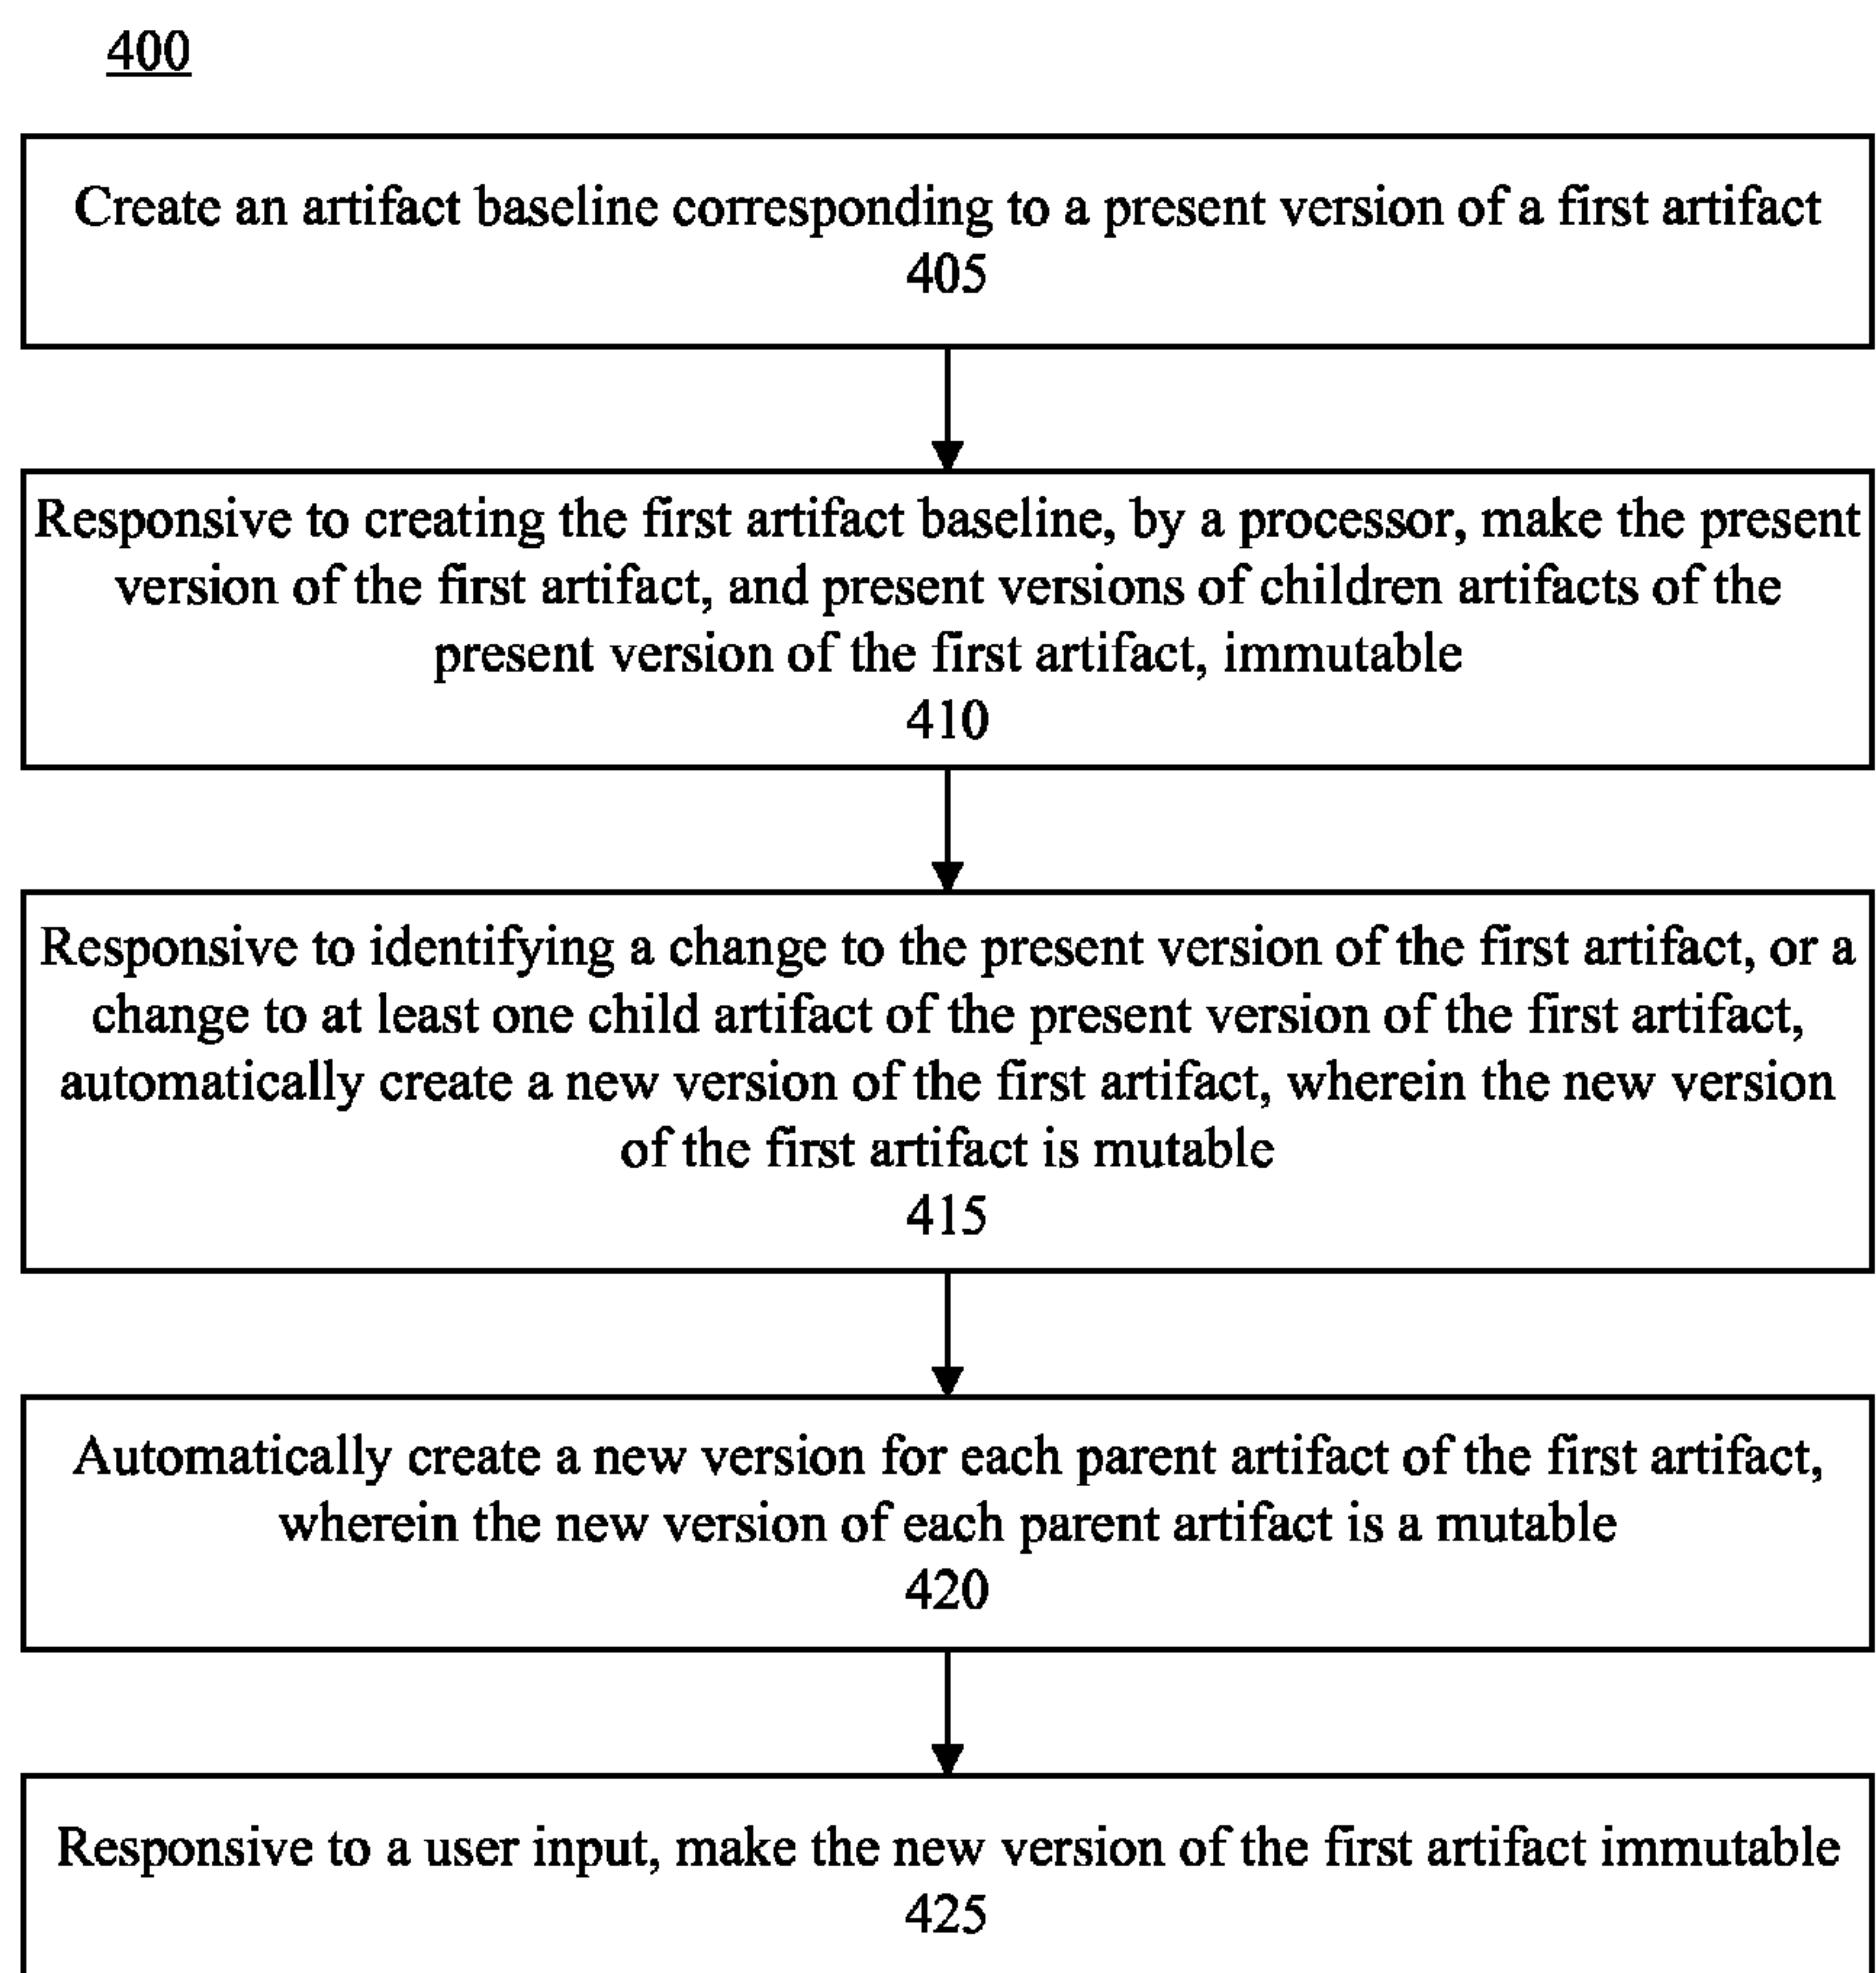 400
Create an artifact baseline corresponding to a present version of a first artifact
405
Responsive to creating the first artifact baseline, by a processor, make the present
version of the first artifact, and present versions of children artifacts of the
present version of the first artifact, immutable
410
Responsive to identifying a change to the present version of the first artifact, or a
change to at least one child artifact of the present version of the first artifact,
automatically create a new version of the first artifact, wherein the new version
of the first artifact is mutable
415
Automatically create a new version for each parent artifact of the first artifact,
wherein the new version of each parent artifact is a mutable
420
Responsive to a user input, make the new version of the first artifact immutable
425